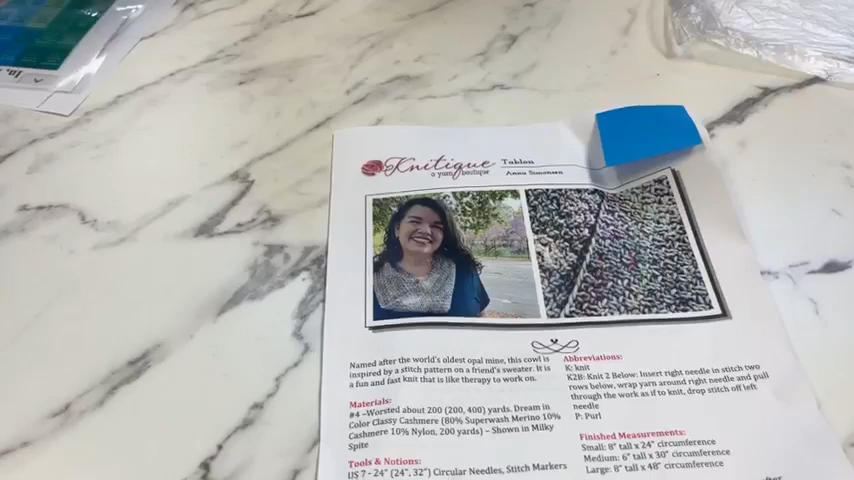 Knitique
a yarn boutique
Tablon
Anna Simonsen
Named after the world's oldest opal mine, this cowl is
inspired by a stitch pattern on a friend's sweater. It is
a fun and fast knit that is like therapy to work on.
Materials:
#4 –Worsted about 200 (200, 400) yards. Dream in
Color Classy Cashmere (80% Superwash Merino 10%
Cashmere 10% Nylon, 200 yards) – Shown in Milky
Spite
Tools & Notions:
US 7 - 24" (24", 32") Circular Needles, Stitch Markers
Abbreviations:
K: knit
K2B: Knit 2 Below: Insert right needle in stitch two
rows below, wrap yarn around right needle and pull
through the work as if to knit, drop stitch off left
needle
P: Purl
Finished Measurements:
Small: 8" tall x 24" circumference
Medium: 6" tall x 30" circumference
Large: 8" tall x 48" circumference